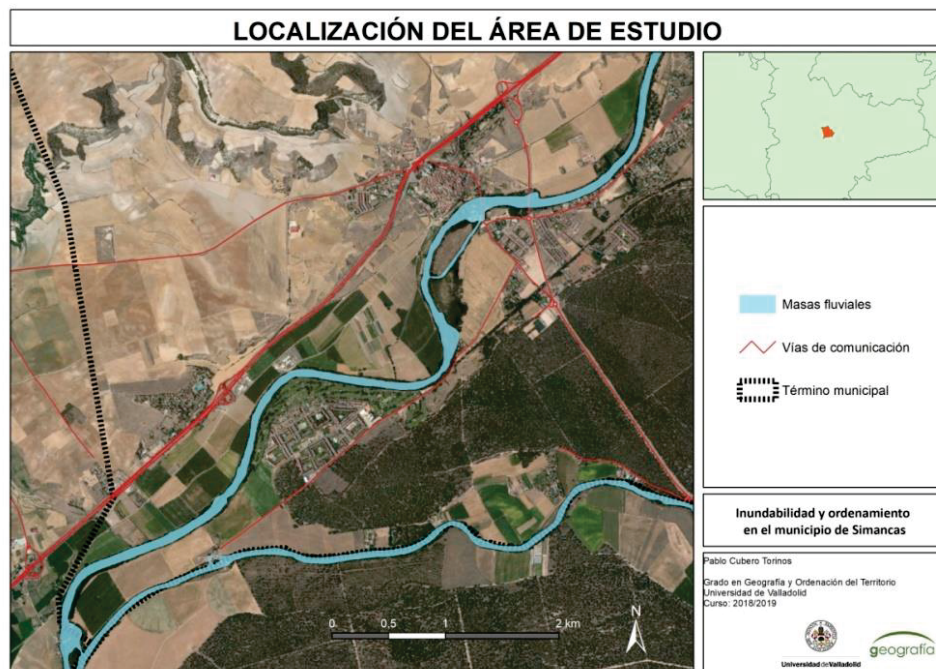 LOCALIZACIÓN DEL ÁREA DE ESTUDIO
Masas fluviales
Vías de comunicación
Término municipal
Inundabilidad y ordenamiento
en el municipio de Simancas
Pablo Cubero Torinos
Grado en Geografía y Ordenación del Territorio
Universidad de Valladolid
Curso: 2018/2019
N
0 0,5 1 2 km
Universidad de Valladolid
geografía